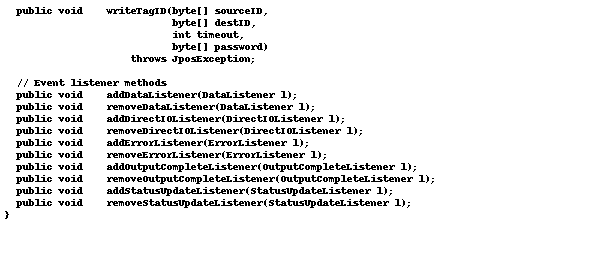 public void    writeTagID(byte[] sourceID,
                          byte[] destID,
                          int timeout,
                          byte[] password)
                   throws JposException;

// Event listener methods
public void    addDataListener(DataListener l);
public void    removeDataListener(DataListener l);
public void    addDirectIOListener(DirectIOListener l);
public void    removeDirectIOListener(DirectIOListener l);
public void    addErrorListener(ErrorListener l);
public void    removeErrorListener(ErrorListener l);
public void    addOutputCompleteListener(OutputCompleteListener l);
public void    removeOutputCompleteListener(OutputCompleteListener l);
public void    addStatusUpdateListener(StatusUpdateListener l);
public void    removeStatusUpdateListener(StatusUpdateListener l);
}